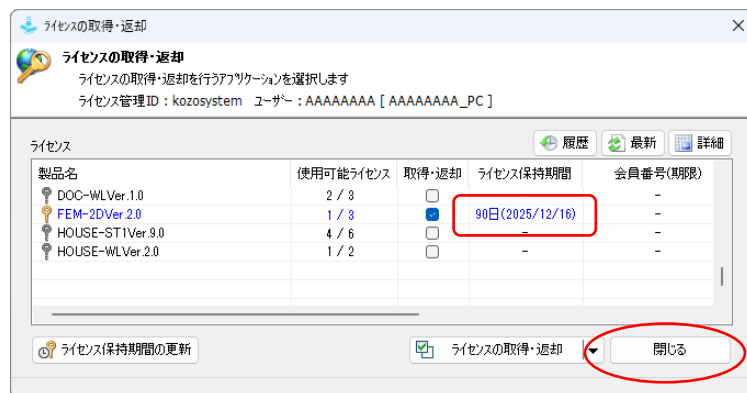 ライセンスの取得・返却
ライセンスの取得・返却
ライセンスの取得・返却を行うアプリケーションを選択します
ライセンス管理ID：kozosystem ユーザー：AAAAAAAA [ AAAAAAAA_PC ]
ライセンス 履歴 最新 詳細
製品名 使用可能ライセンス 取得・返却 ライセンス保持期間 会員番号(期限)
DOC-WLVer.1.0 2 / 3 -
FEM-2DVer.2.0 1 / 3 90日(2025/12/16) -
HOUSE-ST1Ver.9.0 4 / 6 - -
HOUSE-WLVer.2.0 1 / 2 - -
ライセンス保持期間の更新 ライセンスの取得・返却 閉じる